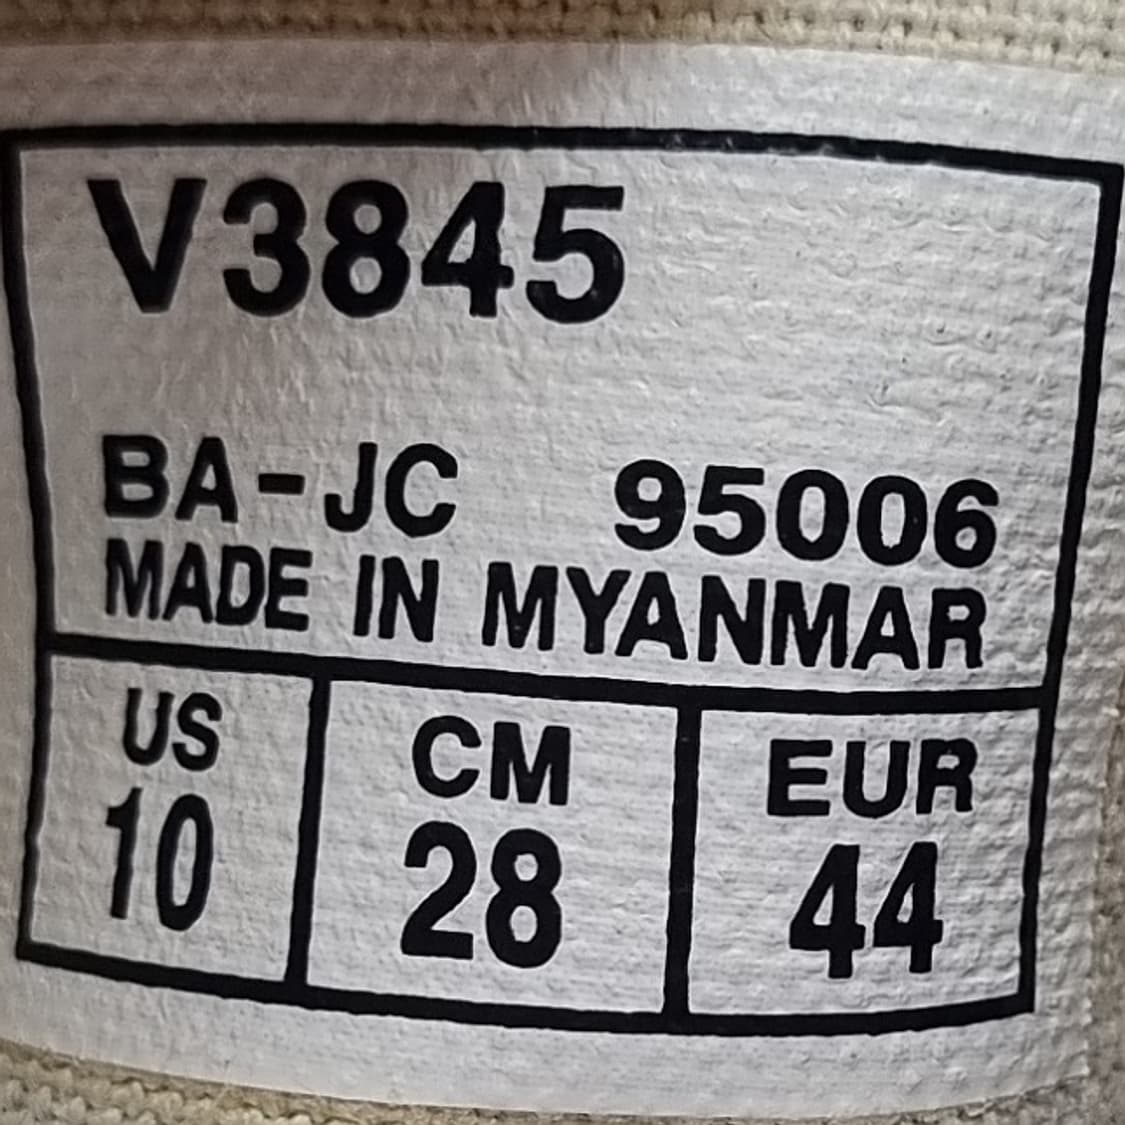 V3845
BA-JC 95006
MADE IN MYANMAR
US CM EUR
10 28 44